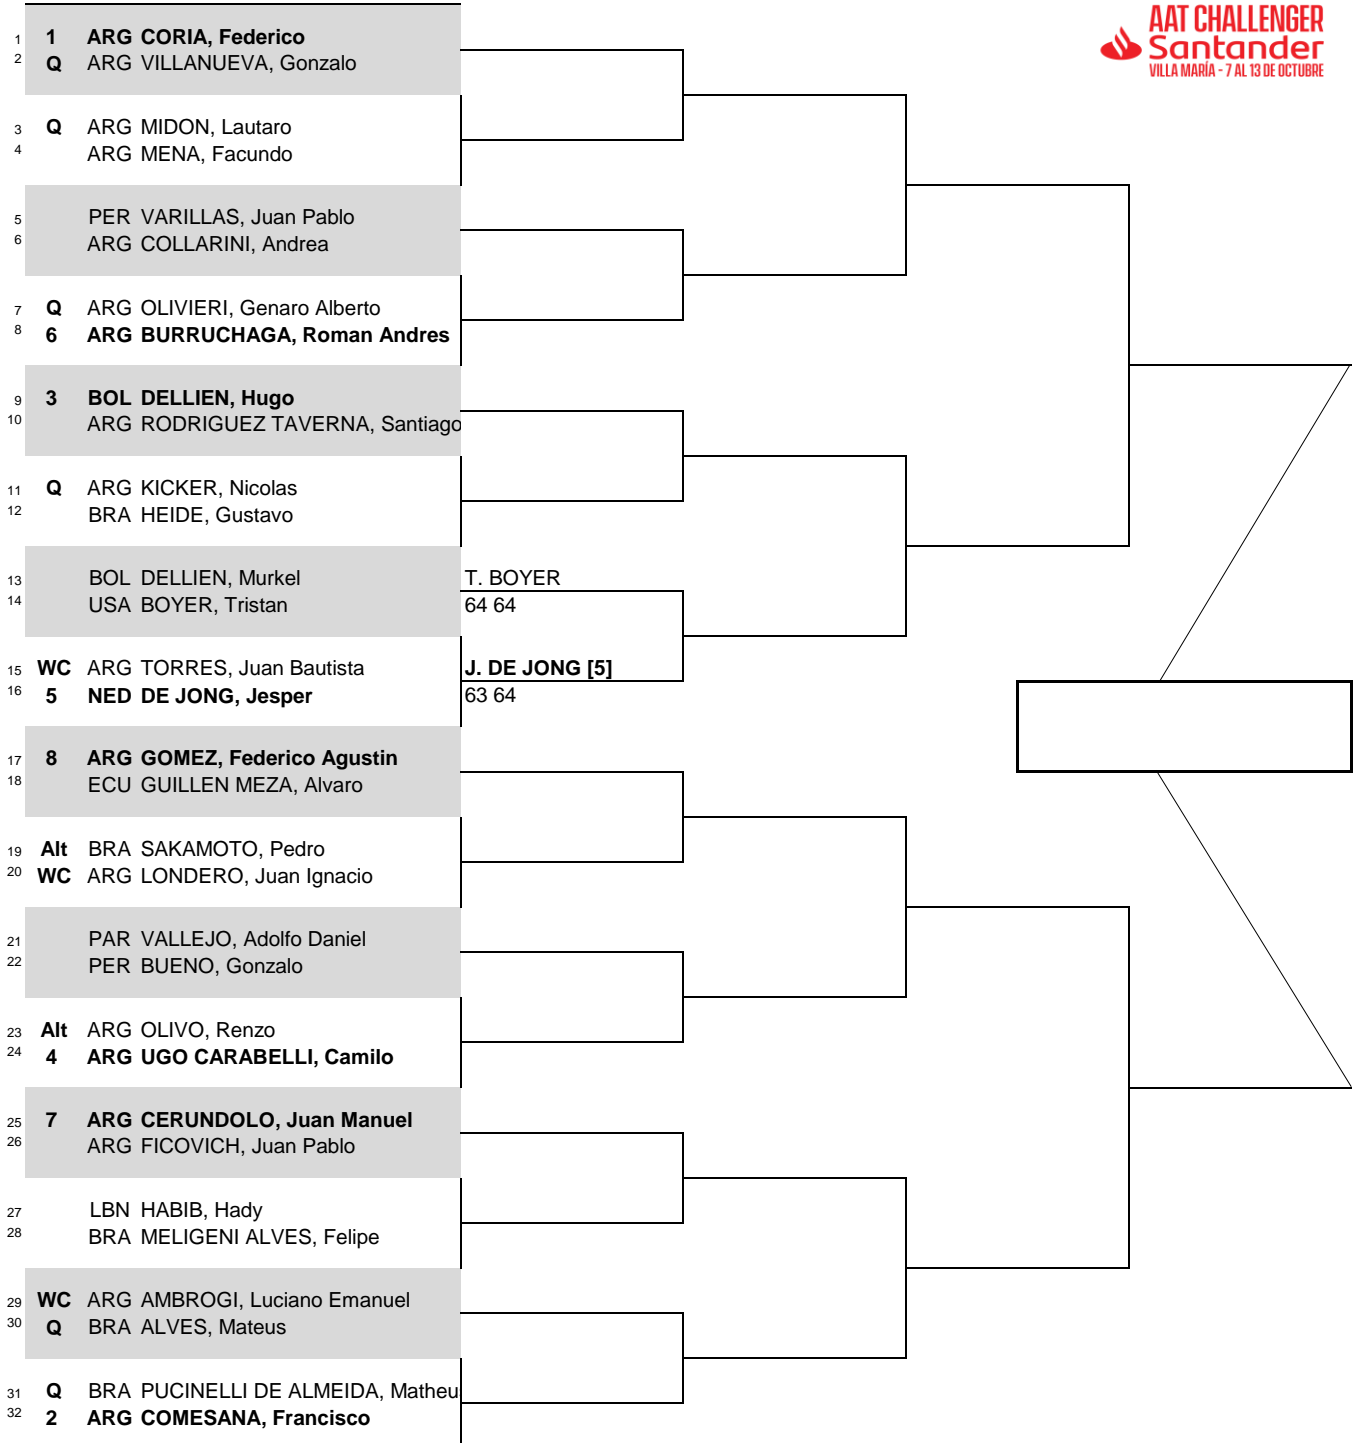 AAT CHALLENGER
Santander
VILLA MARÍA - 7 AL 13 DE OCTUBRE
1 1 ARG CORIA, Federico
2 Q ARG VILLANUEVA, Gonzalo
3 Q ARG MIDON, Lautaro
4 ARG MENA, Facundo
5 PER VARILLAS, Juan Pablo
6 ARG COLLARINI, Andrea
7 Q ARG OLIVIERI, Genaro Alberto
8 6 ARG BURRUCHAGA, Roman Andres
9 3 BOL DELLIEN, Hugo
10 ARG RODRIGUEZ TAVERNA, Santiago
11 Q ARG KICKER, Nicolas
12 BRA HEIDE, Gustavo
13 BOL DELLIEN, Murkel T. BOYER
14 USA BOYER, Tristan 64 64
15 WC ARG TORRES, Juan Bautista J. DE JONG [5]
16 5 NED DE JONG, Jesper 63 64
17 8 ARG GOMEZ, Federico Agustin
18 ECU GUILLEN MEZA, Alvaro
19 Alt BRA SAKAMOTO, Pedro
20 WC ARG LONDERO, Juan Ignacio
21 PAR VALLEJO, Adolfo Daniel
22 PER BUENO, Gonzalo
23 Alt ARG OLIVO, Renzo
24 4 ARG UGO CARABELLI, Camilo
25 7 ARG CERUNDOLO, Juan Manuel
26 ARG FICOVICH, Juan Pablo
27 LBN HABIB, Hady
28 BRA MELIGENI ALVES, Felipe
29 WC ARG AMBROGI, Luciano Emanuel
30 Q BRA ALVES, Mateus
31 Q BRA PUCINELLI DE ALMEIDA, Matheu
32 2 ARG COMESANA, Francisco